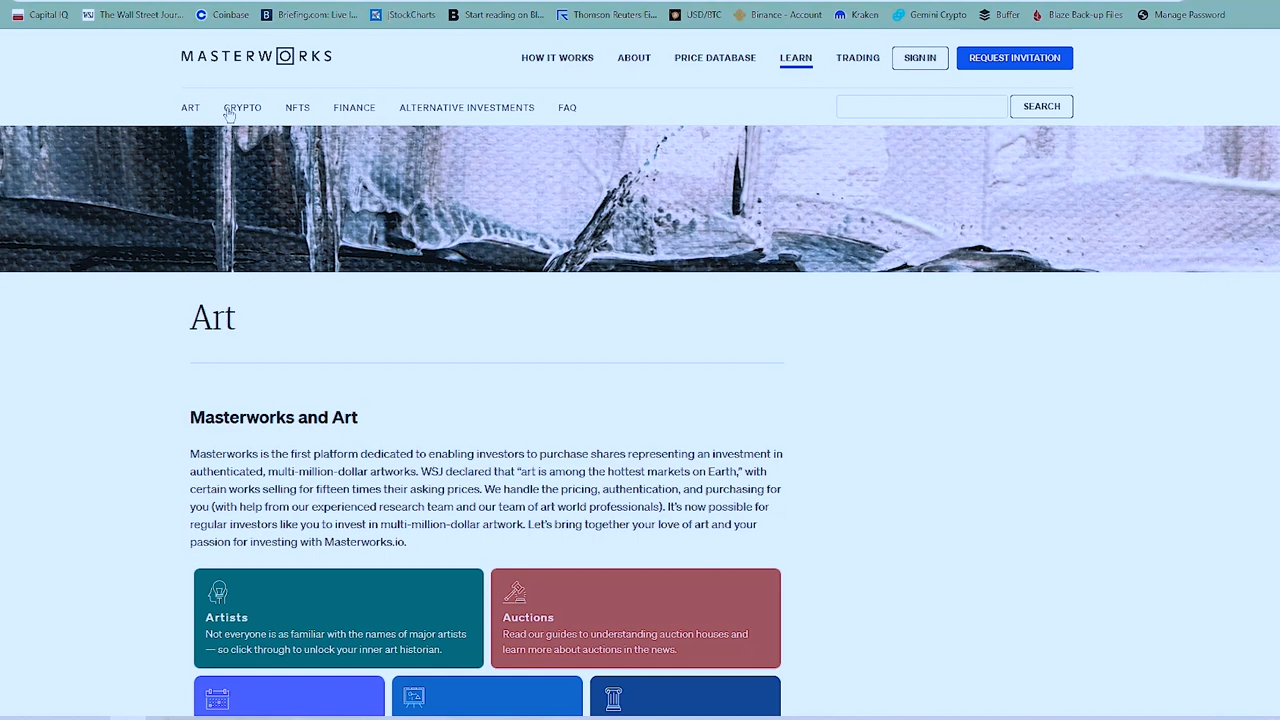 Capital IQ The Wall Street Jour... Coinbase Briefing.com: Live I... |StockCharts Start reading on Bl... Thomson Reuters Ei... USD/BTC Binance - Account Kraken Gemini Crypto Buffer Blaze Back-up Files Manage Password
MASTERWORKS HOW IT WORKS ABOUT PRICE DATABASE LEARN TRADING SIGN IN REQUEST INVITATION
ART CRYPTO NFTS FINANCE ALTERNATIVE INVESTMENTS FAQ SEARCH
Art
Masterworks and Art
Masterworks is the first platform dedicated to enabling investors to purchase shares representing an investment in
authenticated, multi-million-dollar artworks. WSJ declared that “art is among the hottest markets on Earth,” with
certain works selling for fifteen times their asking prices. We handle the pricing, authentication, and purchasing for
you (with help from our experienced research team and our team of art world professionals). It’s now possible for
regular investors like you to invest in multi-million-dollar artwork. Let’s bring together your love of art and your
passion for investing with Masterworks.io.
Artists
Not everyone is as familiar with the names of major artists
— so click through to unlock your inner art historian.
Auctions
Read our guides to understanding auction houses and
learn more about auctions in the news.